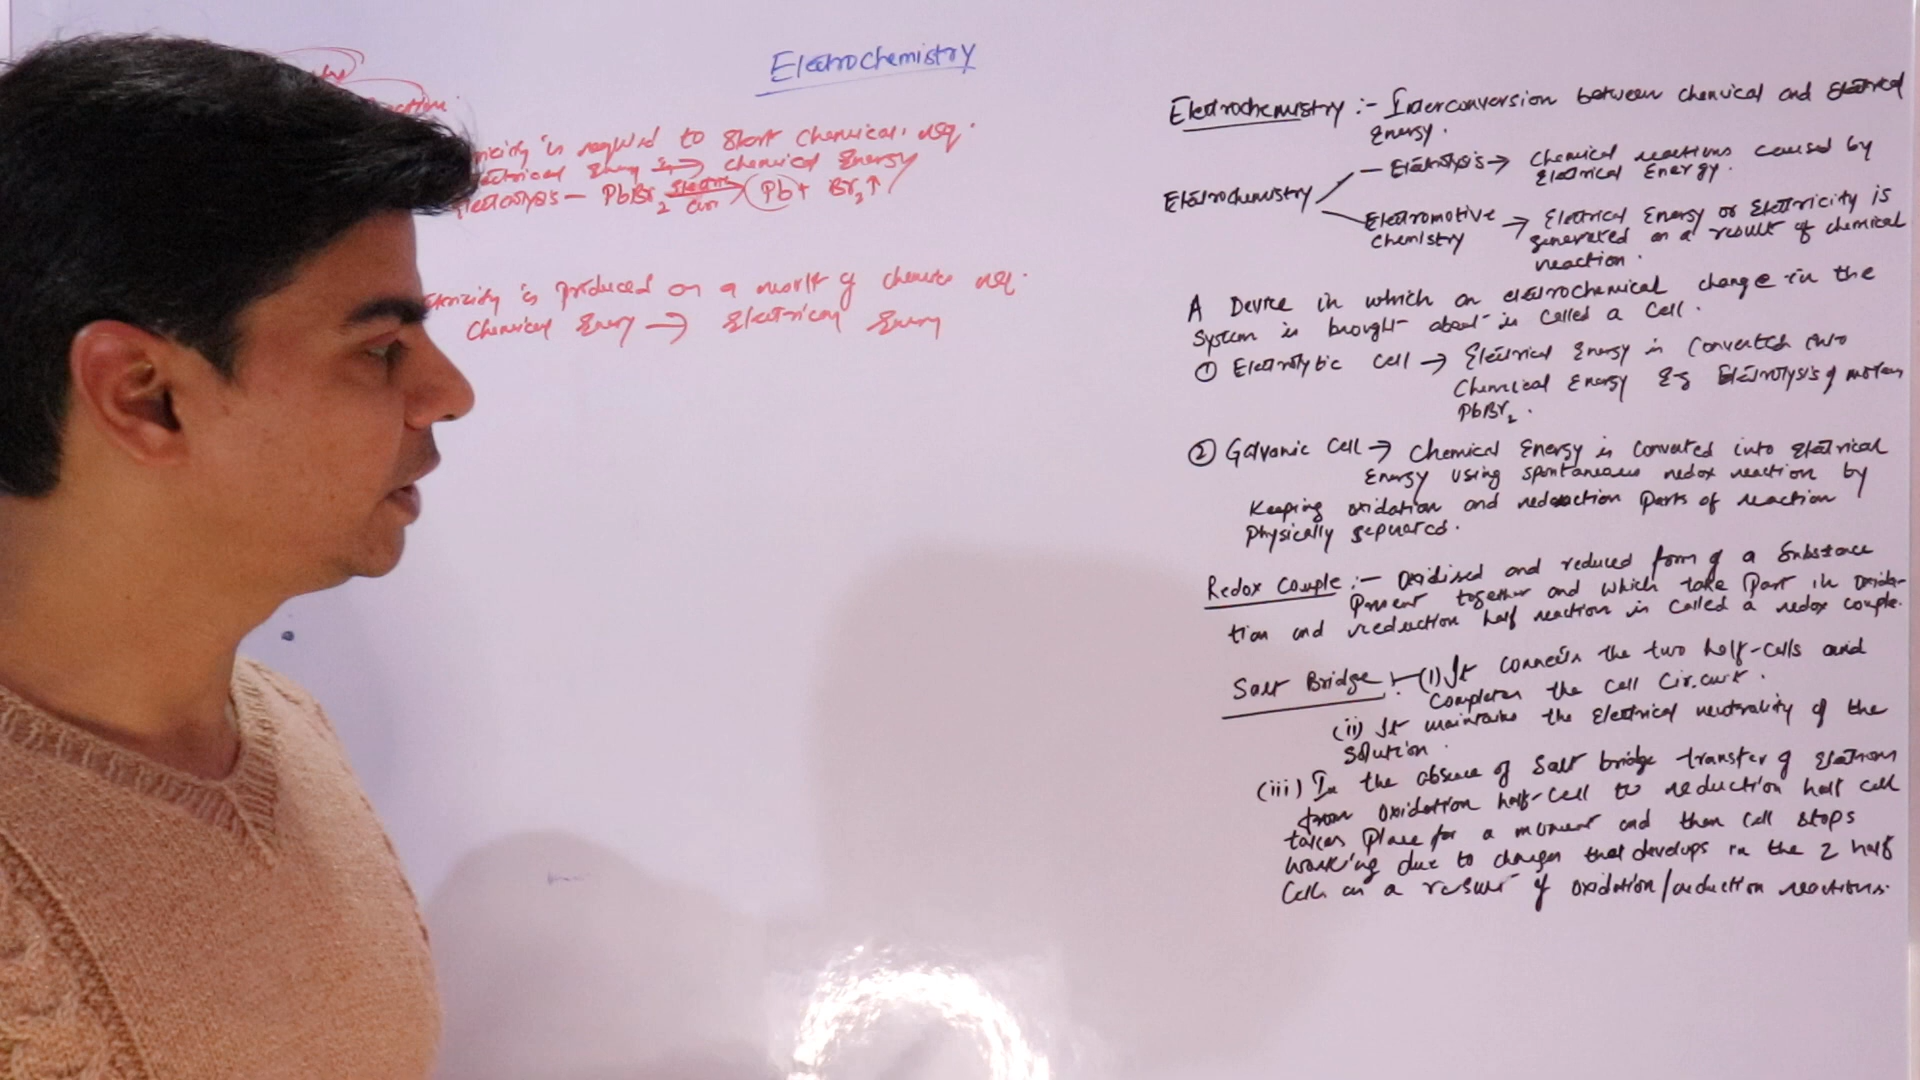 Electrochemistry
ction.
ricity is required to start chemical. req.
ectrical Energy → chemical Energy
lectrolysis – PbBr2 electric → Pb + Br2 ↑
Curr
ctricity is produced as a result of chemic req.
Chemical Energy → Electrical Energy
Electrochemistry :- Interconversion between chemical and Electrical
Energy.
Electrochemistry
– Electrolysis → Chemical reactions caused by
Electrical Energy.
Electromotive chemistry → Electrical Energy or Electricity is
generated as a result of chemical
reaction.
A Device in which an electrochemical change in the
System is brought about is called a Cell.
① Electrolytic cell → Electrical Energy is Converted into
Chemical Energy Eg Electrolysis of molten
PbBr2.
② Galvanic Cell → Chemical Energy is Converted into Electrical
Energy using spontaneous redox reaction by
Keeping oxidation and reduction parts of reaction
Physically separated.
Redox Couple :- Oxidised and reduced form of a Substance
Present together and which take Part in oxida-
tion and reduction half reaction is called a redox couple.
Salt Bridge :- (i) It connects the two half-cells and
Completes the Cell Circuit.
(ii) It maintains the Electrical neutrality of the
Solution.
(iii) In the absence of Salt bridge transfer of Electrons
from oxidation half-cell to reduction half cell
takes Place for a moment and then Cell stops
working due to charges that develops in the 2 half
Cells as a result of oxidation/reduction reactions.